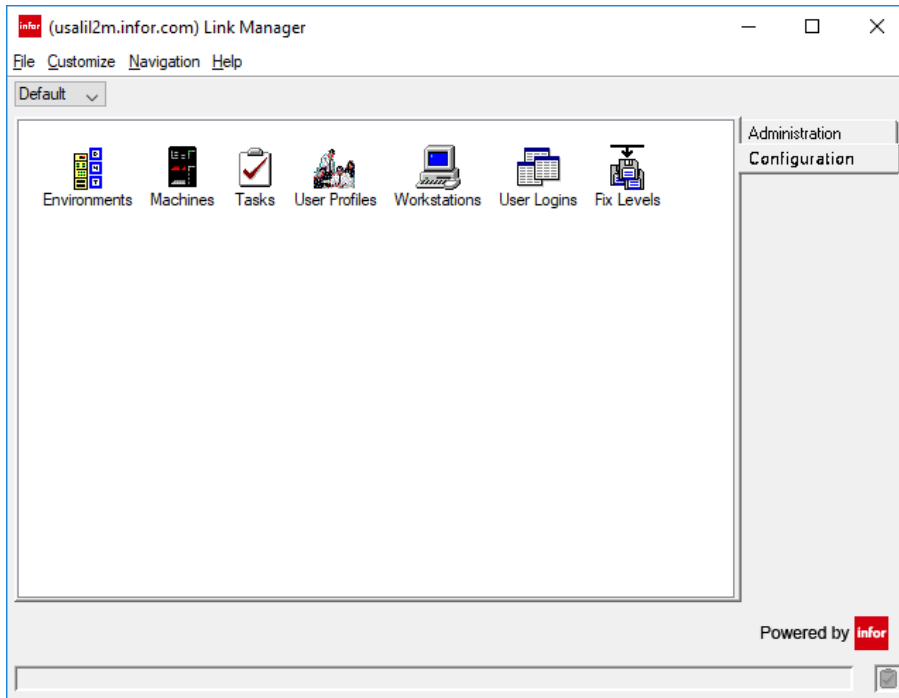 infor (usalil2m.infor.com) Link Manager
File Customize Navigation Help
Default
Administration
Configuration
Environments Machines Tasks User Profiles Workstations User Logins Fix Levels
Powered by infor